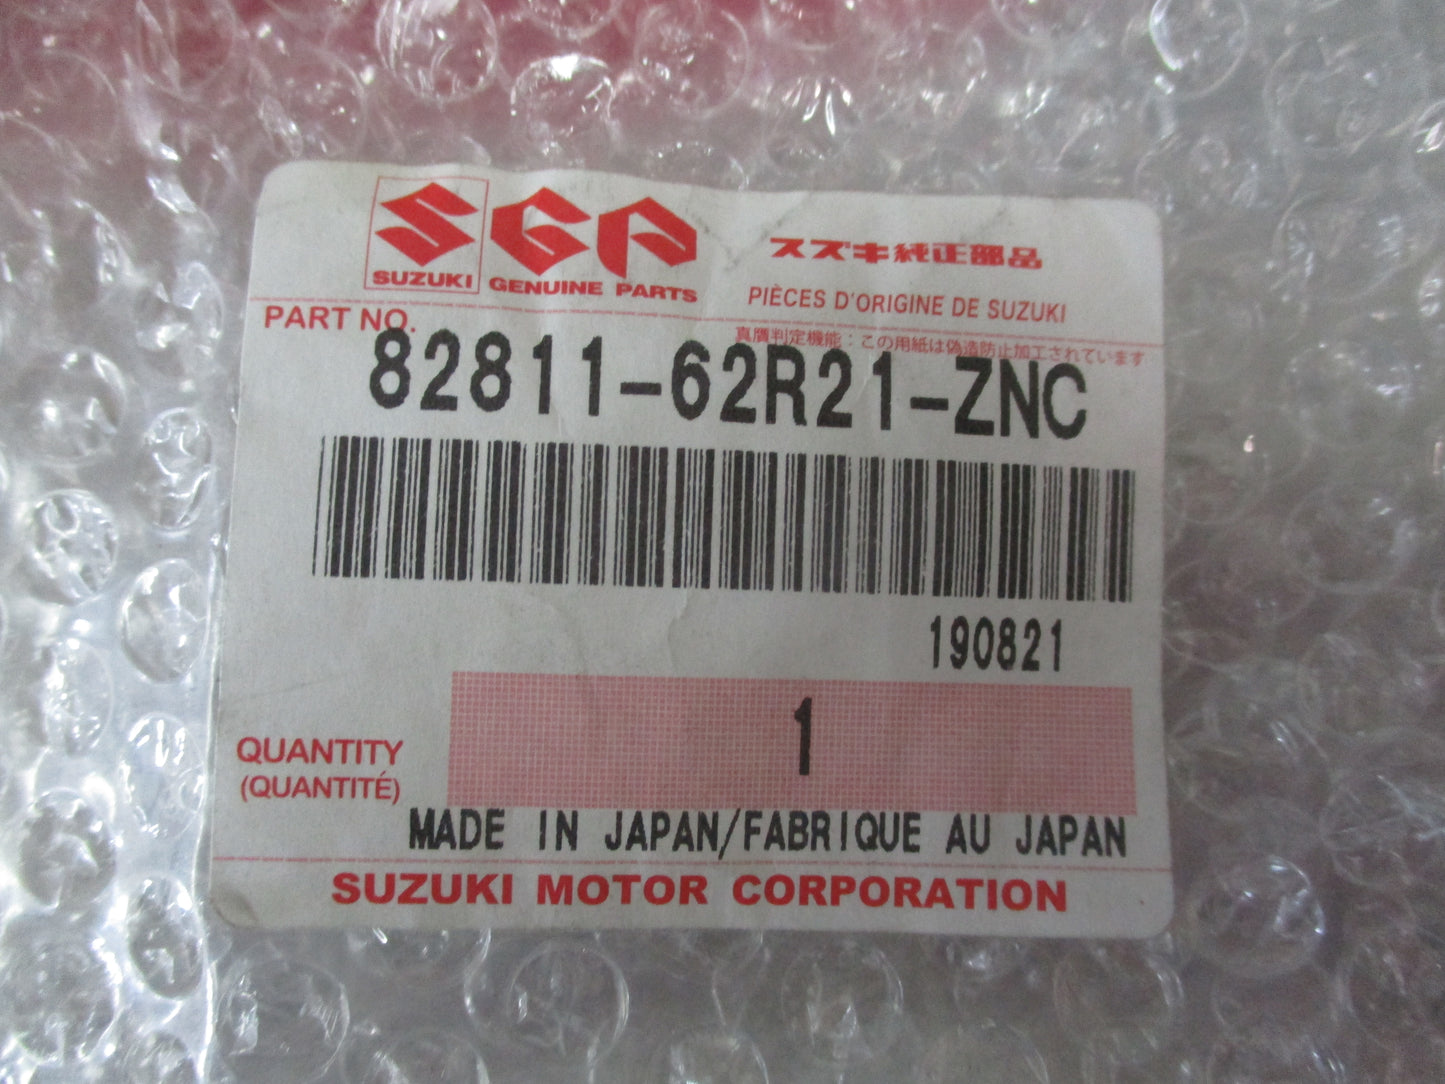 SUZUKI
SGP
GENUINE PARTS
スズキ純正部品
PIÈCES D'ORIGINE DE SUZUKI
PART NO.
82811-62R21-ZNC
真贋判定機能：この用紙は偽造防止加工されています
190821
QUANTITY
(QUANTITÉ)
1
MADE IN JAPAN/FABRIQUE AU JAPAN
SUZUKI MOTOR CORPORATION